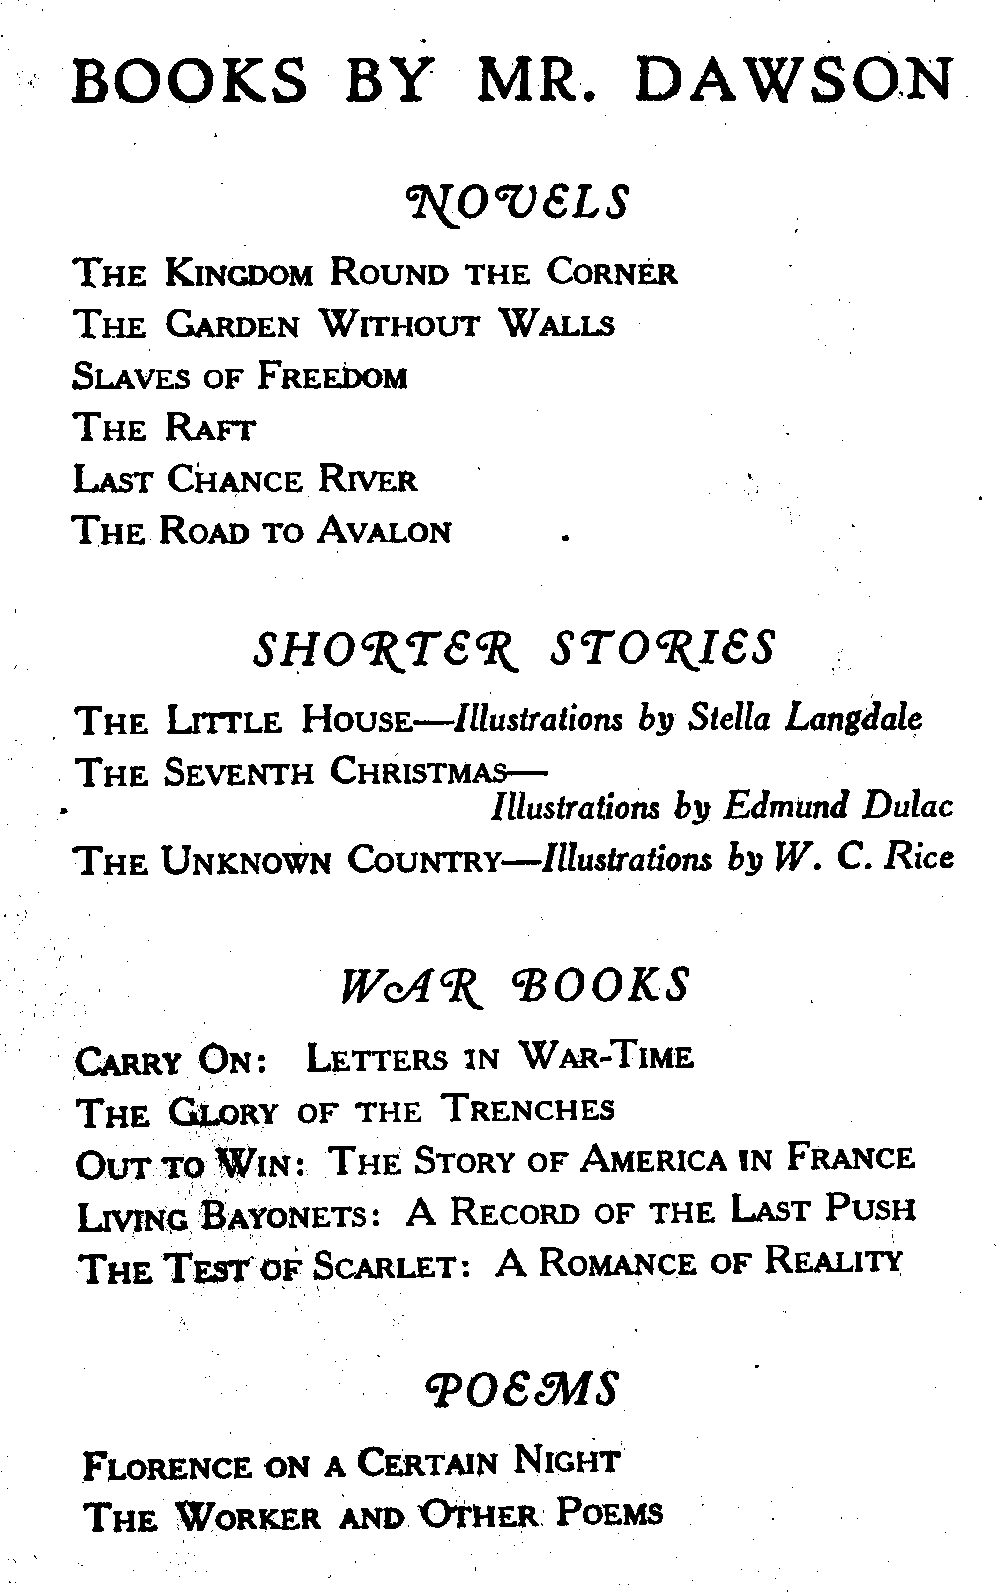 BOOKS BY MR. DAWSON
NOVELS
THE KINGDOM ROUND THE CORNER
THE GARDEN WITHOUT WALLS
SLAVES OF FREEDOM
THE RAFT
LAST CHANCE RIVER
THE ROAD TO AVALON
SHORTER STORIES
THE LITTLE HOUSE—Illustrations by Stella Langdale
THE SEVENTH CHRISTMAS—
Illustrations by Edmund Dulac
THE UNKNOWN COUNTRY—Illustrations by W. C. Rice
WAR BOOKS
CARRY ON: LETTERS IN WAR-TIME
THE GLORY OF THE TRENCHES
OUT TO WIN: THE STORY OF AMERICA IN FRANCE
LIVING BAYONETS: A RECORD OF THE LAST PUSH
THE TEST OF SCARLET: A ROMANCE OF REALITY
POEMS
FLORENCE ON A CERTAIN NIGHT
THE WORKER AND OTHER POEMS